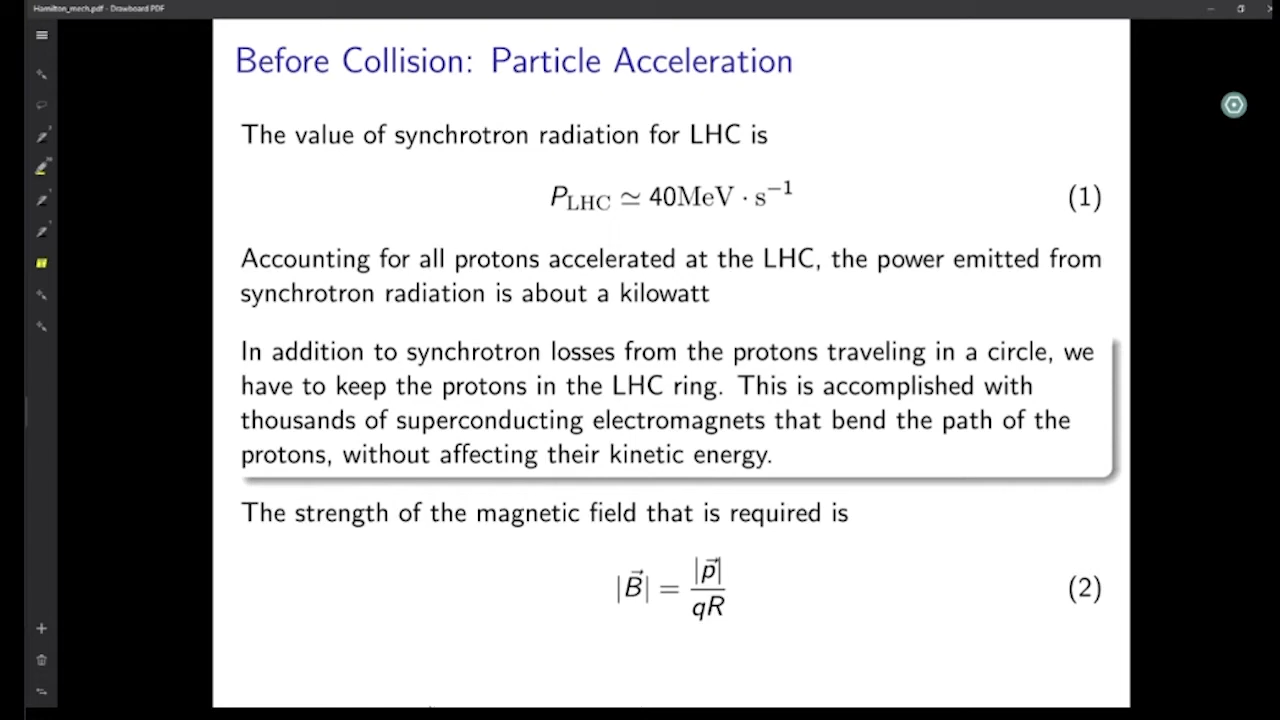 Hamilton_mech.pdf - Drawboard PDF
Before Collision: Particle Acceleration
The value of synchrotron radiation for LHC is
P_LHC ≃ 40MeV · s⁻¹ (1)
Accounting for all protons accelerated at the LHC, the power emitted from
synchrotron radiation is about a kilowatt
In addition to synchrotron losses from the protons traveling in a circle, we
have to keep the protons in the LHC ring. This is accomplished with
thousands of superconducting electromagnets that bend the path of the
protons, without affecting their kinetic energy.
The strength of the magnetic field that is required is
|B⃗| = |p⃗| / qR (2)